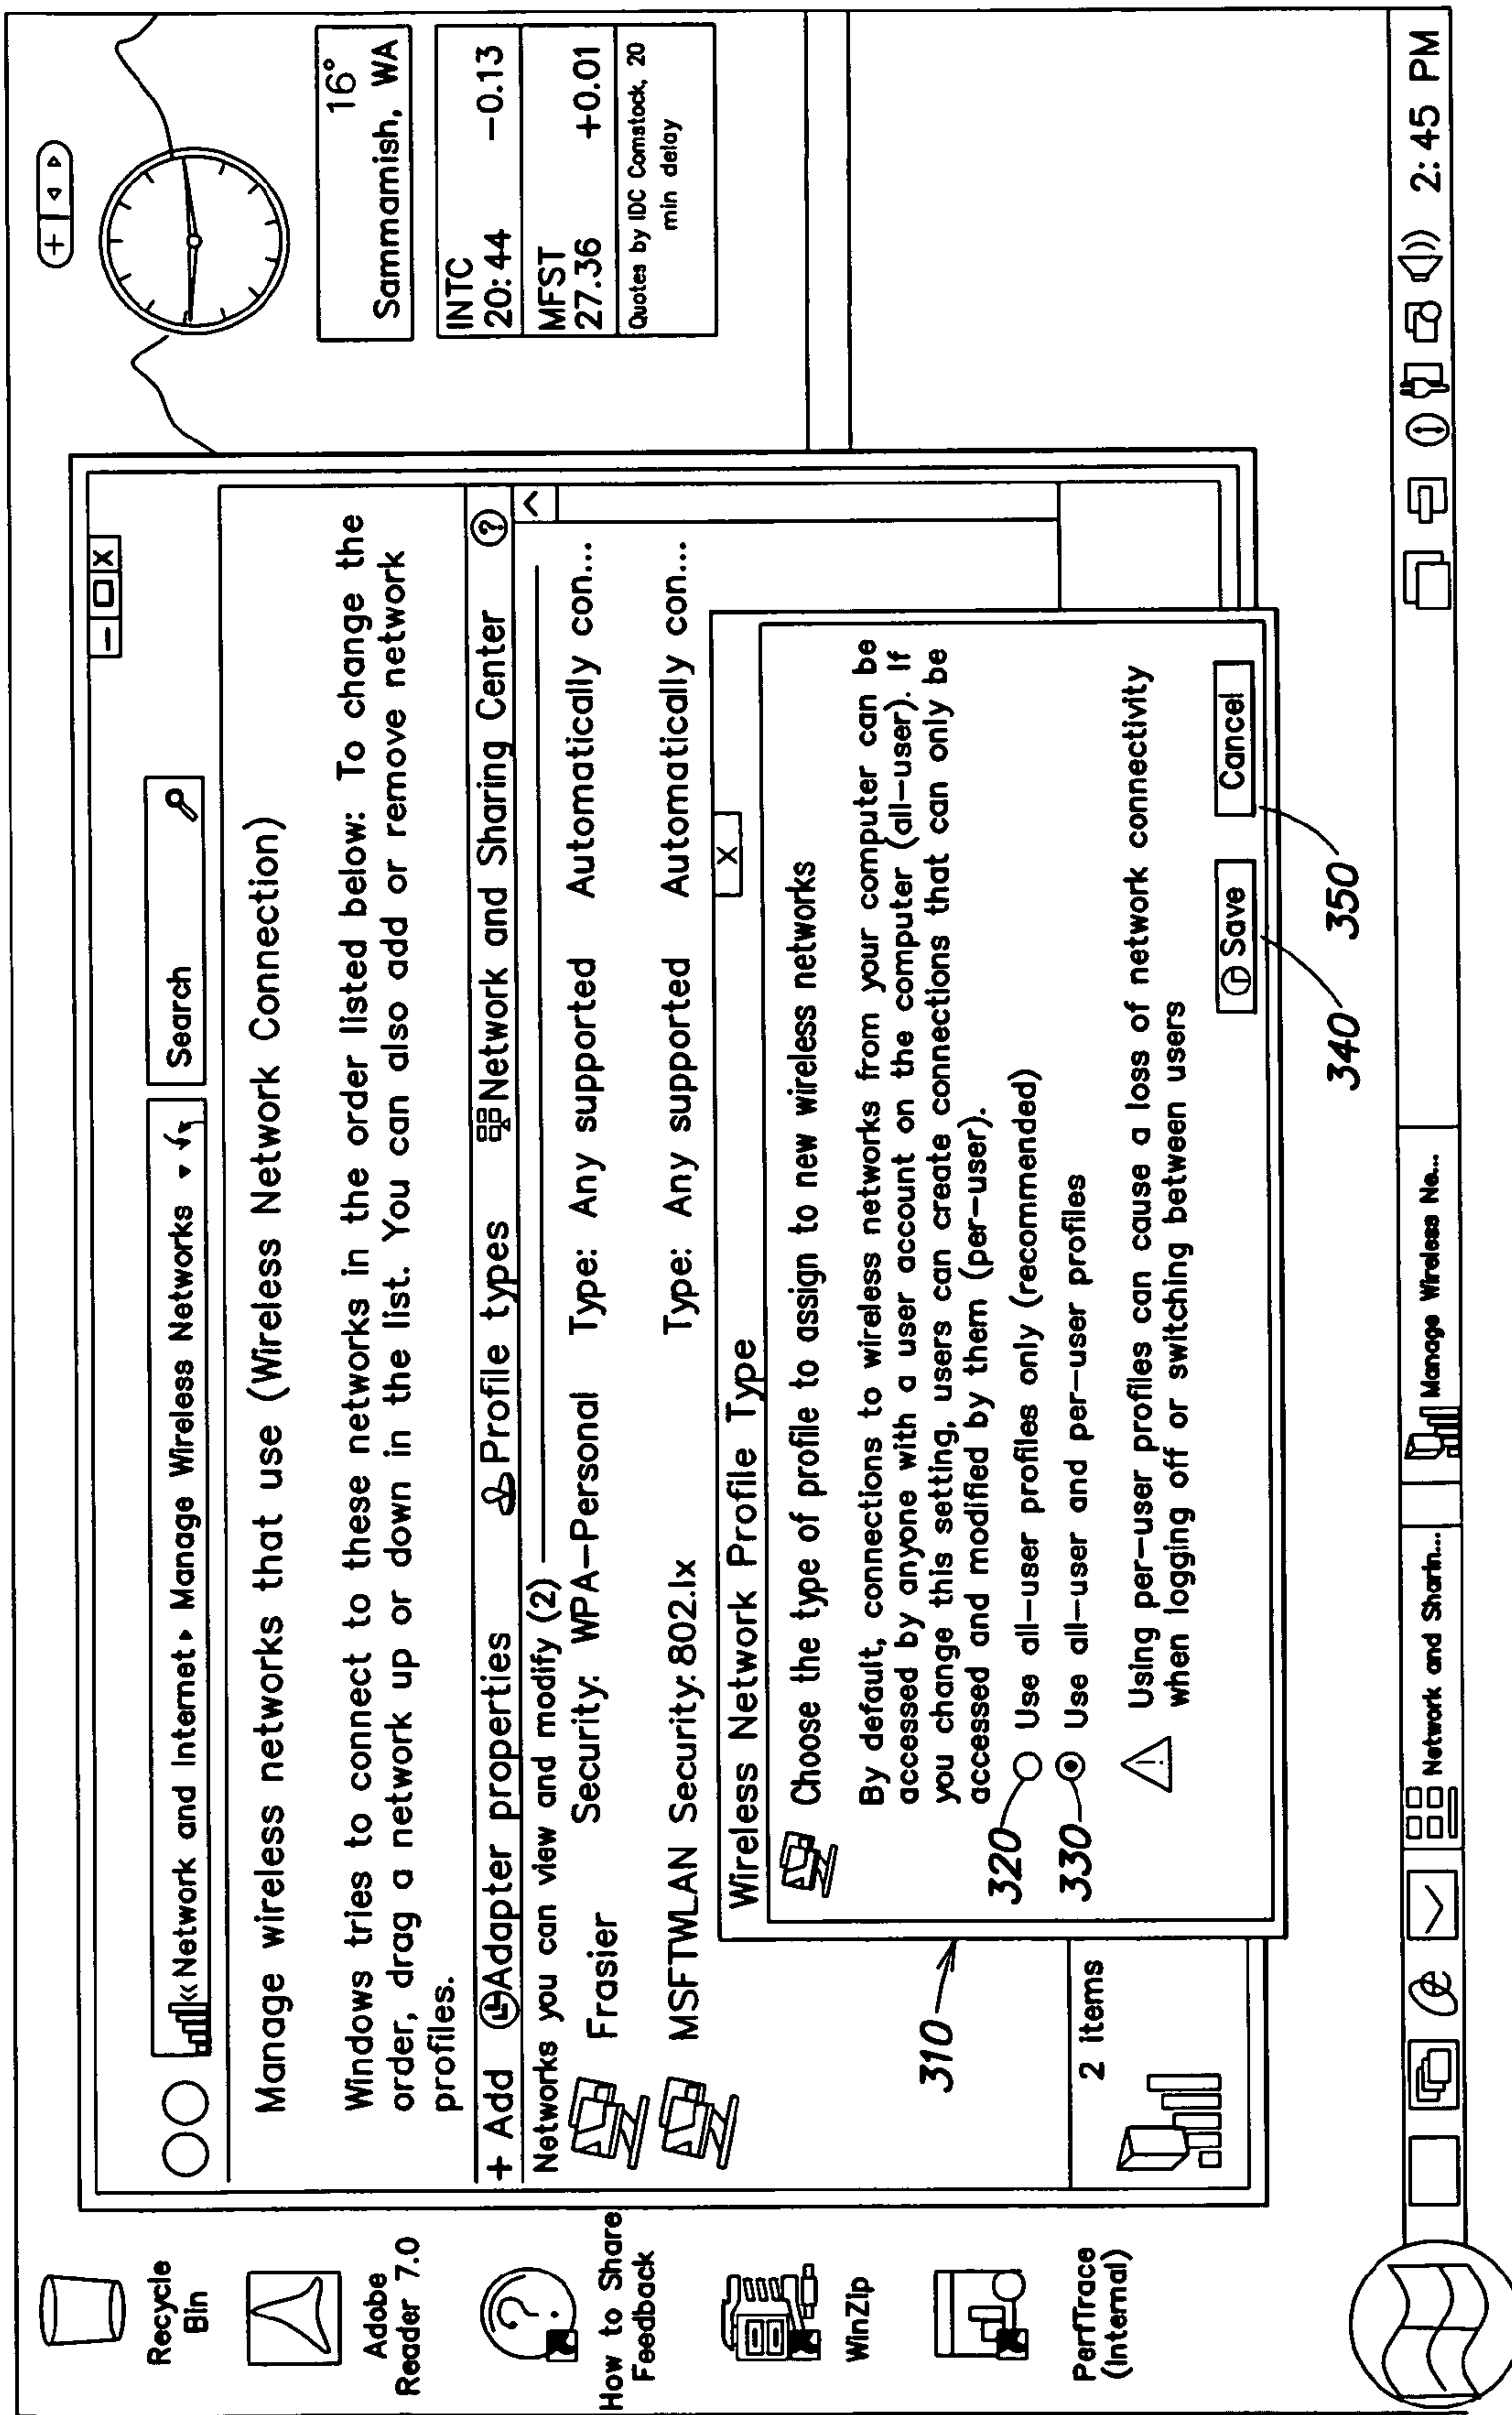 Recycle
Bin
Adobe
Reader 7.0
How to Share
Feedback
WinZip
PerfTrace
(Internal)
« Network and Internet ▸ Manage Wireless Networks
Search
Manage wireless networks that use (Wireless Network Connection)
Windows tries to connect to these networks in the order listed below: To change the
order, drag a network up or down in the list. You can also add or remove network
profiles.
+ Add Adapter properties Profile types Network and Sharing Center ?
Networks you can view and modify (2)
Frasier Security: WPA-Personal Type: Any supported Automatically con...
MSFTWLAN Security: 802.lx Type: Any supported Automatically con...
Wireless Network Profile Type X
Choose the type of profile to assign to new wireless networks
By default, connections to wireless networks from your computer can be
accessed by anyone with a user account on the computer (all-user). If
you change this setting, users can create connections that can only be
accessed and modified by them (per-user).
320 Use all-user profiles only (recommended)
330 Use all-user and per-user profiles
Using per-user profiles can cause a loss of network connectivity
when logging off or switching between users
Save Cancel
310
340
350
2 items
16°
Sammamish, WA
INTC
20:44 -0.13
MFST
27.36 +0.01
Quotes by IDC Comstock, 20
min delay
Network and Sharin... Manage Wireless Ne... 2:45 PM